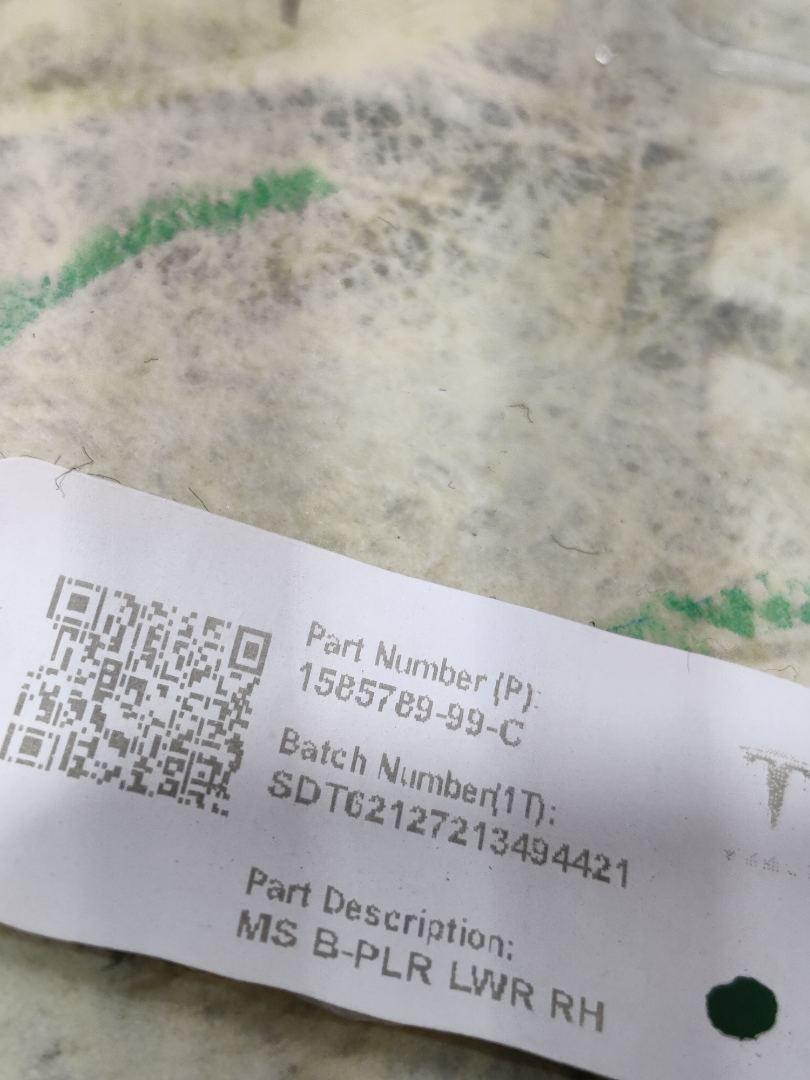 Part Number (P):
1585789-99-C
Batch Number(1T):
SDT62127213494421
Part Description:
MS B-PLR LWR RH